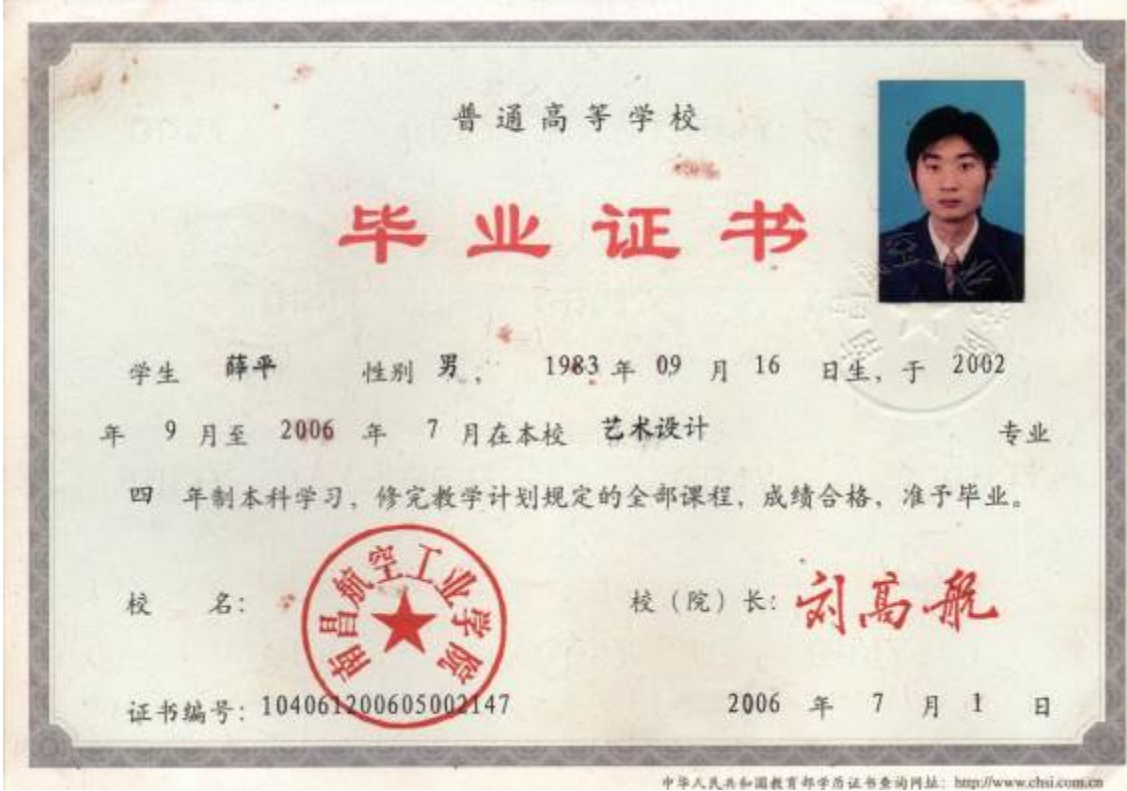 普通高等学校
毕业证书
学生 薛平 性别 男, 1983 年 09 月 16 日生, 于 2002
年 9 月至 2006 年 7 月在本校 艺术设计 专业
四 年制本科学习, 修完教学计划规定的全部课程, 成绩合格, 准予毕业。
校 名:
南昌航空工业学院
校(院)长: 刘高航
证书编号: 104061200605002147
2006 年 7 月 1 日
中华人民共和国教育部学历证书查询网址: http://www.chsi.com.cn